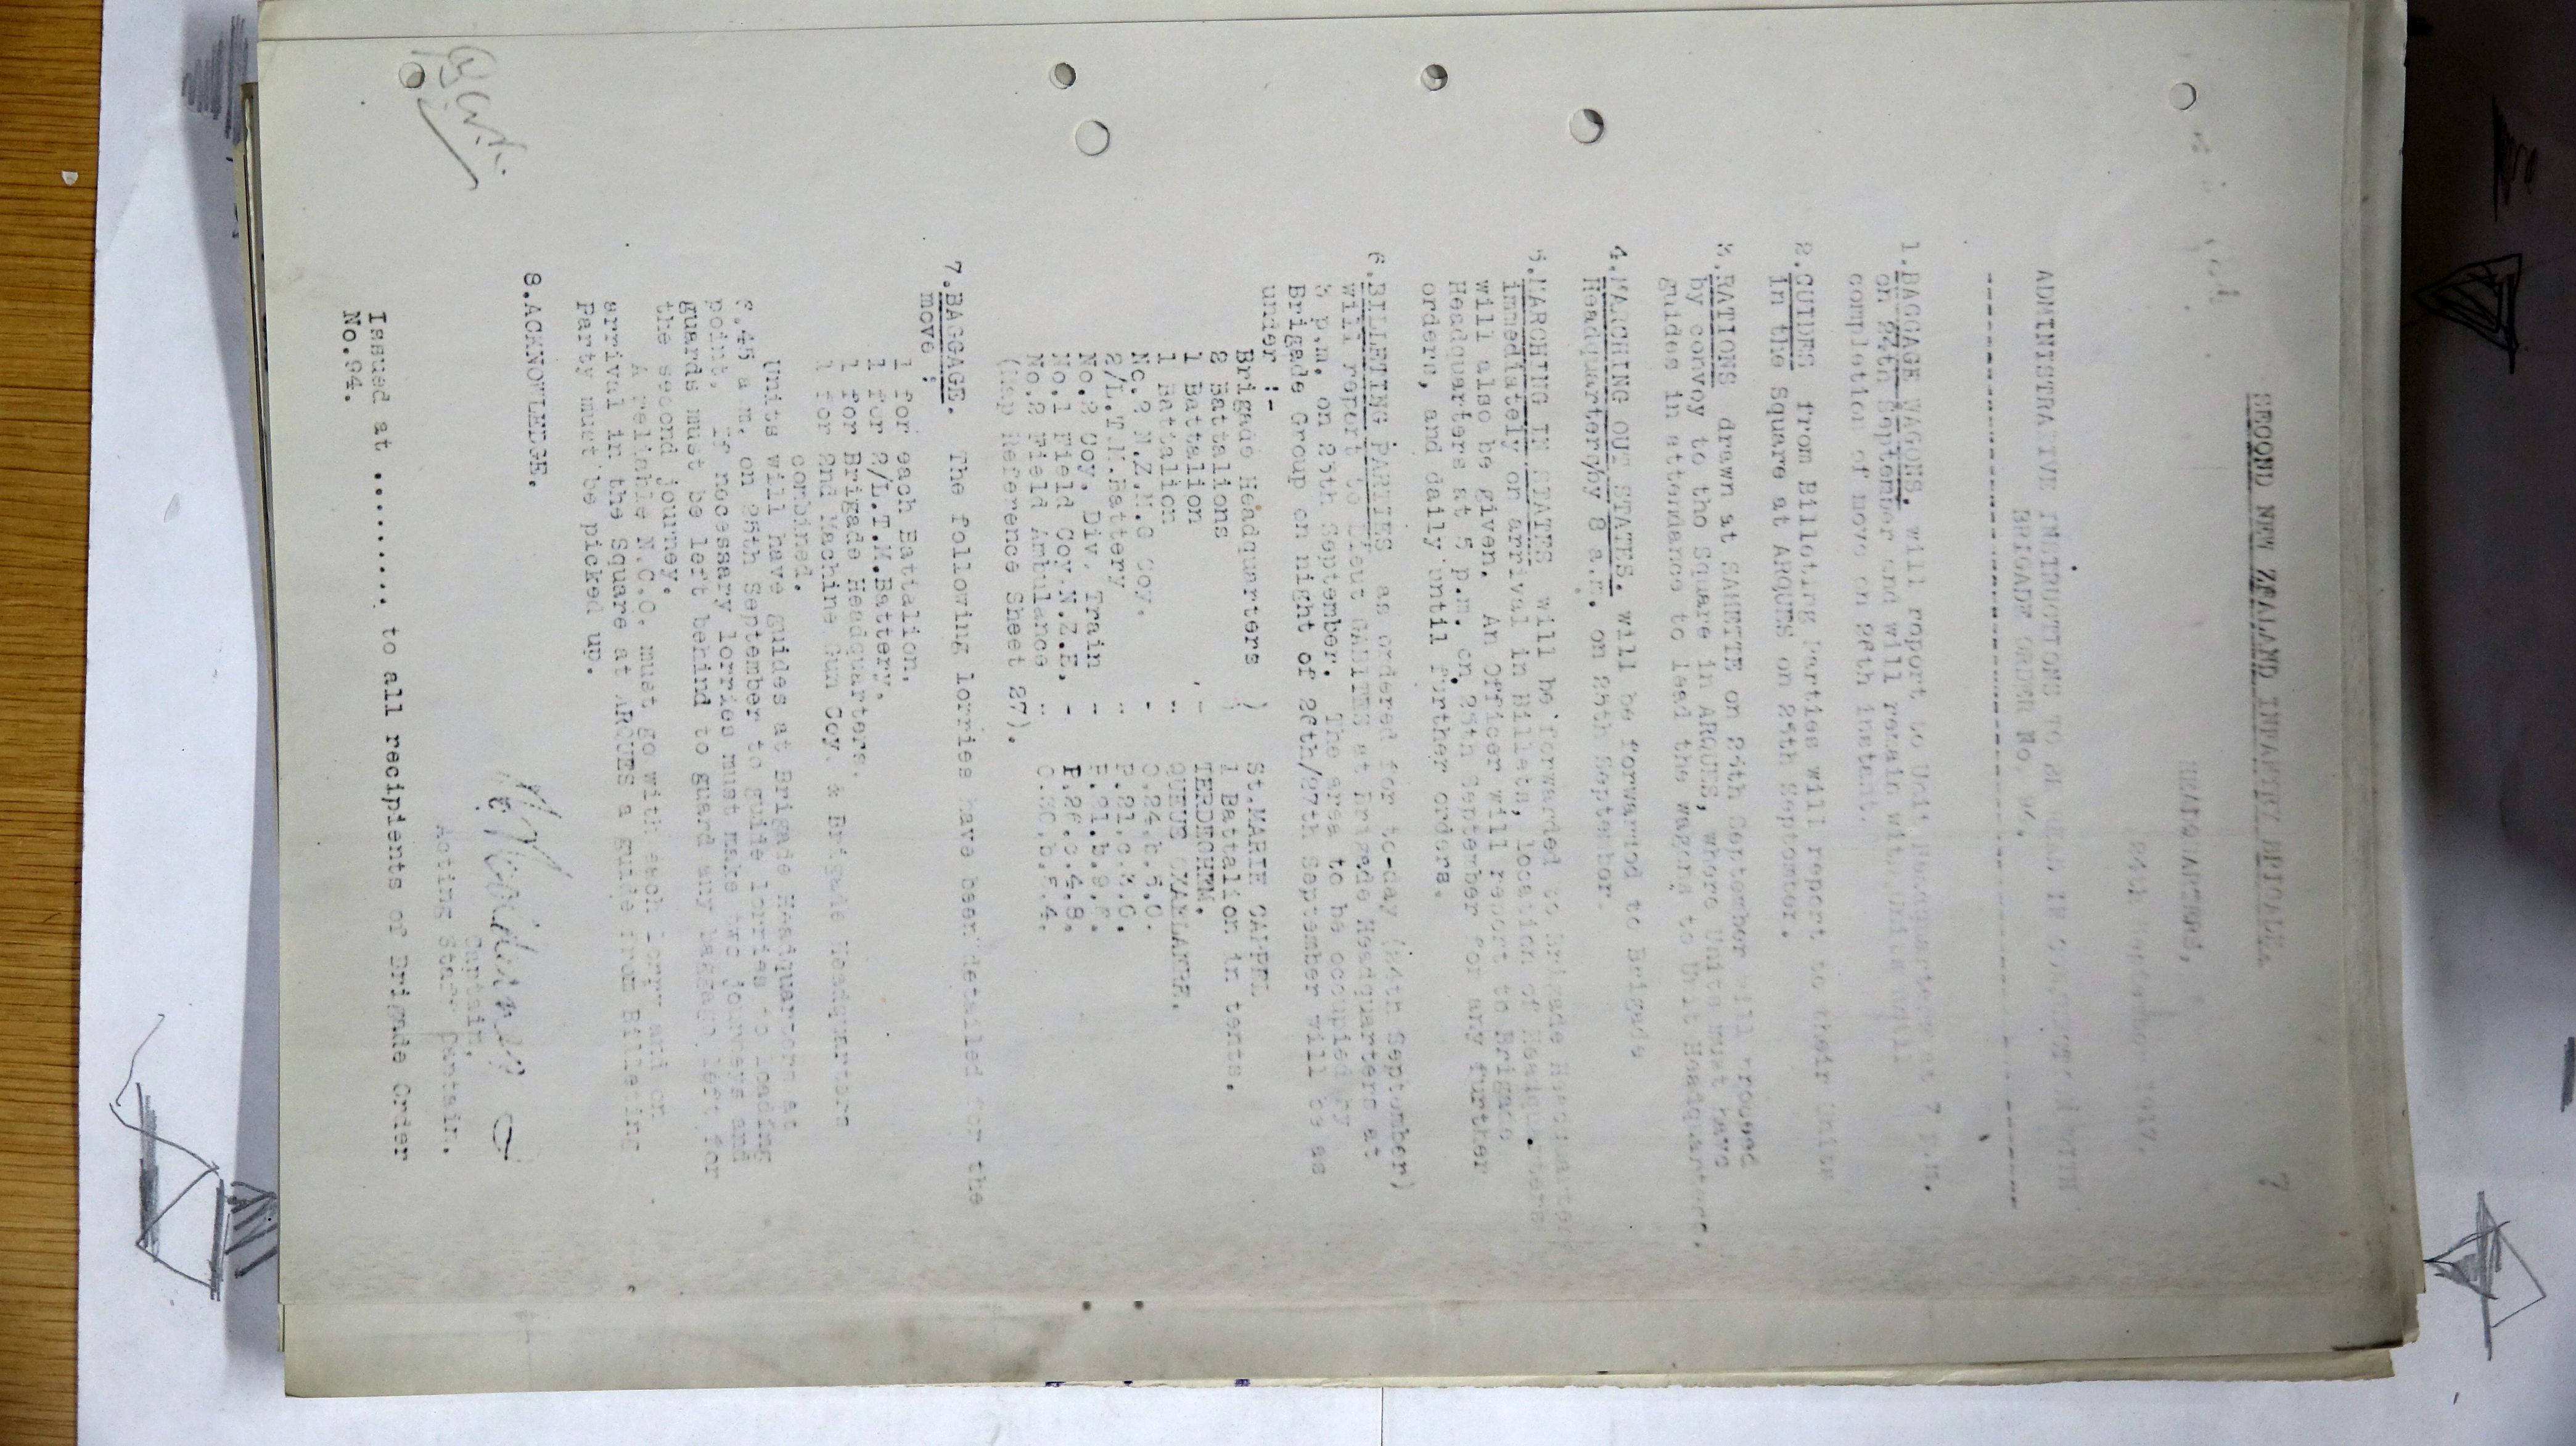 SECOND NEW ZEALAND INFANTRY BRIGADE.
HEADQUARTERS,
24th September 1917.
ADMINISTRATIVE INSTRUCTIONS TO BE READ IN CONJUNCTION WITH
BRIGADE ORDER No. 94.
1.BAGGAGE WAGONS. will report to Unit Headquarters at 7 p.m.
on 24th September and will remain with Units until
completion of move on 26th instant.
2.GUIDES from Billeting Parties will report to their Units
in the Square at ARQUES on 25th September.
3.RATIONS drawn at SAMETTE on 25th September will proceed
by convoy to the Square in ARQUES, where Units must have
guides in attendance to lead the wagons to Unit Headquarters.
4.MARCHING OUT STATES. will be forwarded to Brigade
Headquarters by 8 a.m. on 25th September.
5.MARCHING IN STATES will be forwarded to Brigade Headquarters
immediately on arrival in Billets, location of Headquarters
will also be given. An Officer will report to Brigade
Headquarters at 5 p.m. on 25th September for any further
orders, and daily until further orders.
6.BILLETING PARTIES as ordered for to-day (24th September)
will report to Lieut at Brigade Headquarters at
3 p.m. on 25th September. The area to be occupied by
Brigade Group on night of 26th/27th September will be as
under :-
Brigade Headquarters ) St.MARIE CAPPEL
2 Battalions )
1 Battalion - 1 Battalion in tents.
1 Battalion -
No.2 N.Z.M.G Coy. -
2/L.T.M.Battery -
No.2 Coy. Div. Train -
No.1 Field Coy.N.Z.E. - P.26.c.4.8.
No.2 Field Ambulance - O.30.b.5.4.
(Map Reference Sheet 27).
7.BAGGAGE. The following lorries have been detailed for the
move ;
1 for each Battalion.
1 for 2/L.T.M.Battery.
1 for Brigade Headquarters.
1 for 2nd Machine Gun Coy. & Brigade Headquarters
combined.
Units will have guides at Brigade Headquarters at
45 a.m. on 25th September to guide lorries to loading
point. If necessary lorries must make two journeys and
guards must be left behind to guard any baggage left for
the second journey.
A reliable N.C.O. must go with each lorry and on
arrival in the Square at ARQUES a guide from Billeting
Party must be picked up.
8.ACKNOWLEDGE.
Captain,
Acting Staff Captain.
Issued at ........ to all recipients of Brigade Order
No.94.